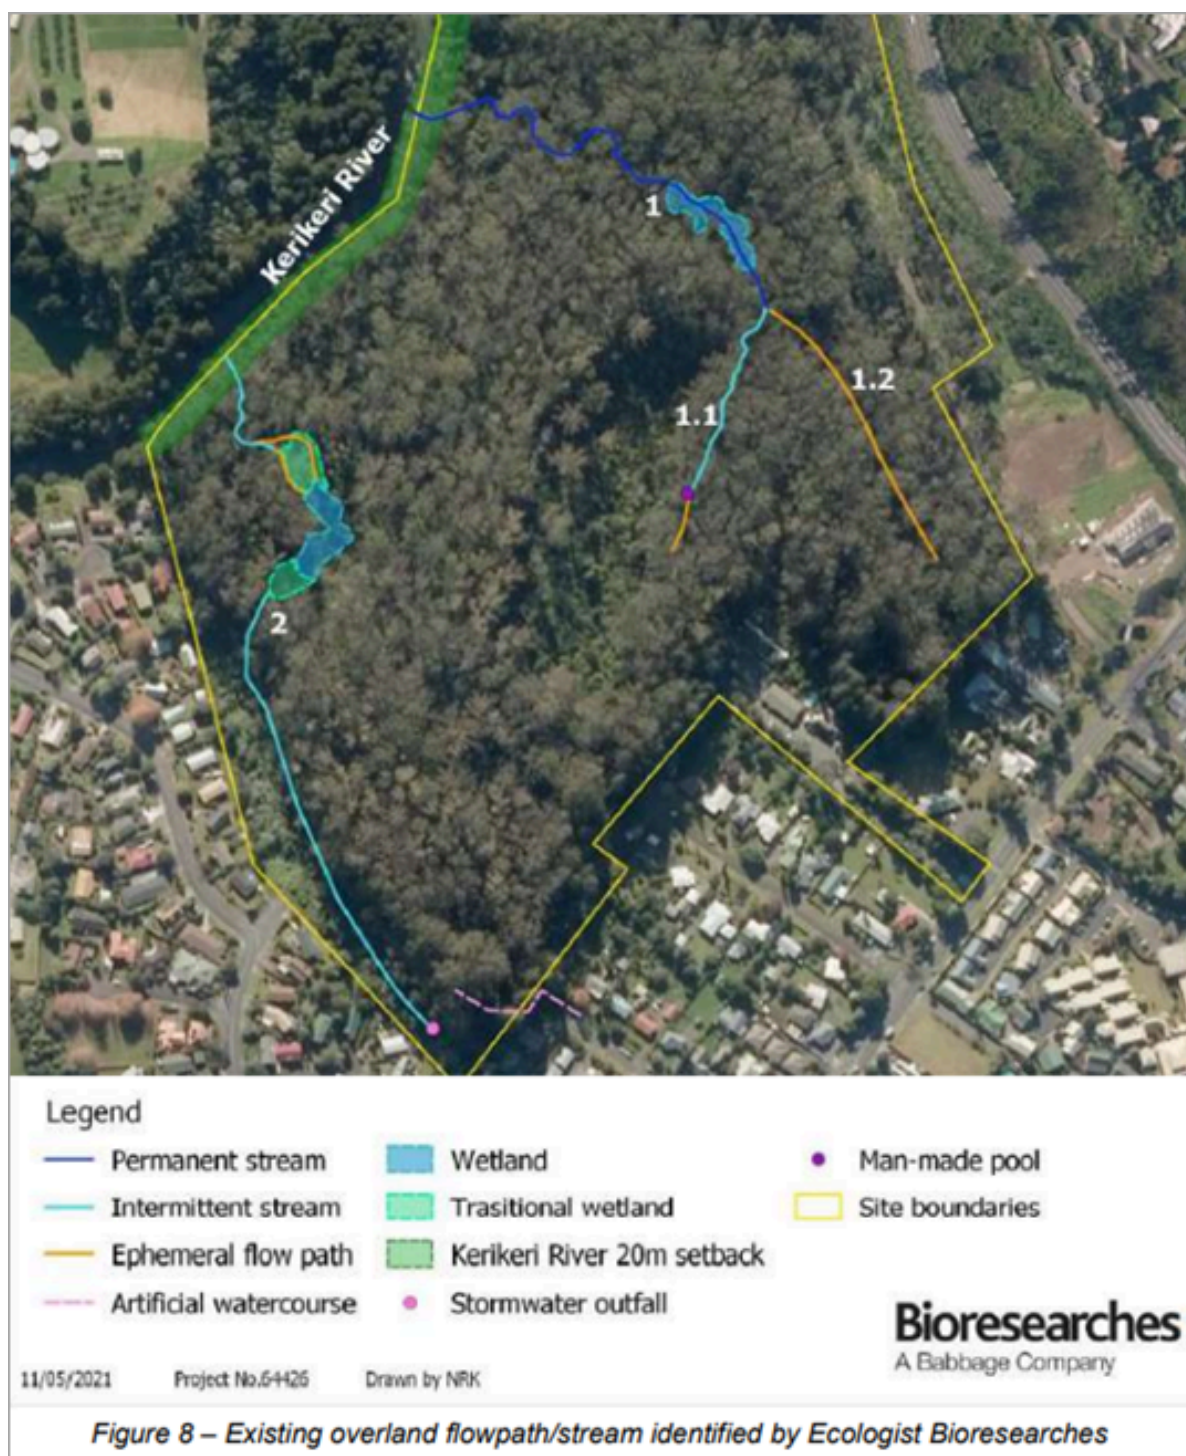 Kerikeri River
1
1.2
1.1
2
Legend
Permanent stream
Wetland
Man-made pool
Intermittent stream
Trasitional wetland
Site boundaries
Ephemeral flow path
Kerikeri River 20m setback
Artificial watercourse
Stormwater outfall
Bioresearches
A Babbage Company
11/05/2021 Project No.64426 Drawn by NRK
Figure 8 – Existing overland flowpath/stream identified by Ecologist Bioresearches